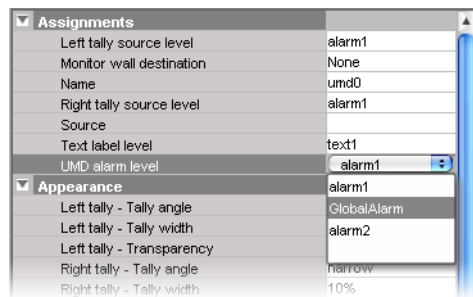 Assignments
Left tally source level alarm1
Monitor wall destination None
Name umd0
Right tally source level alarm1
Source
Text label level text1
UMD alarm level alarm1
Appearance alarm1
Left tally - Tally angle GlobalAlarm
Left tally - Tally width alarm2
Left tally - Transparency
Right tally - Tally angle narrow
Right tally - Tally width 10%